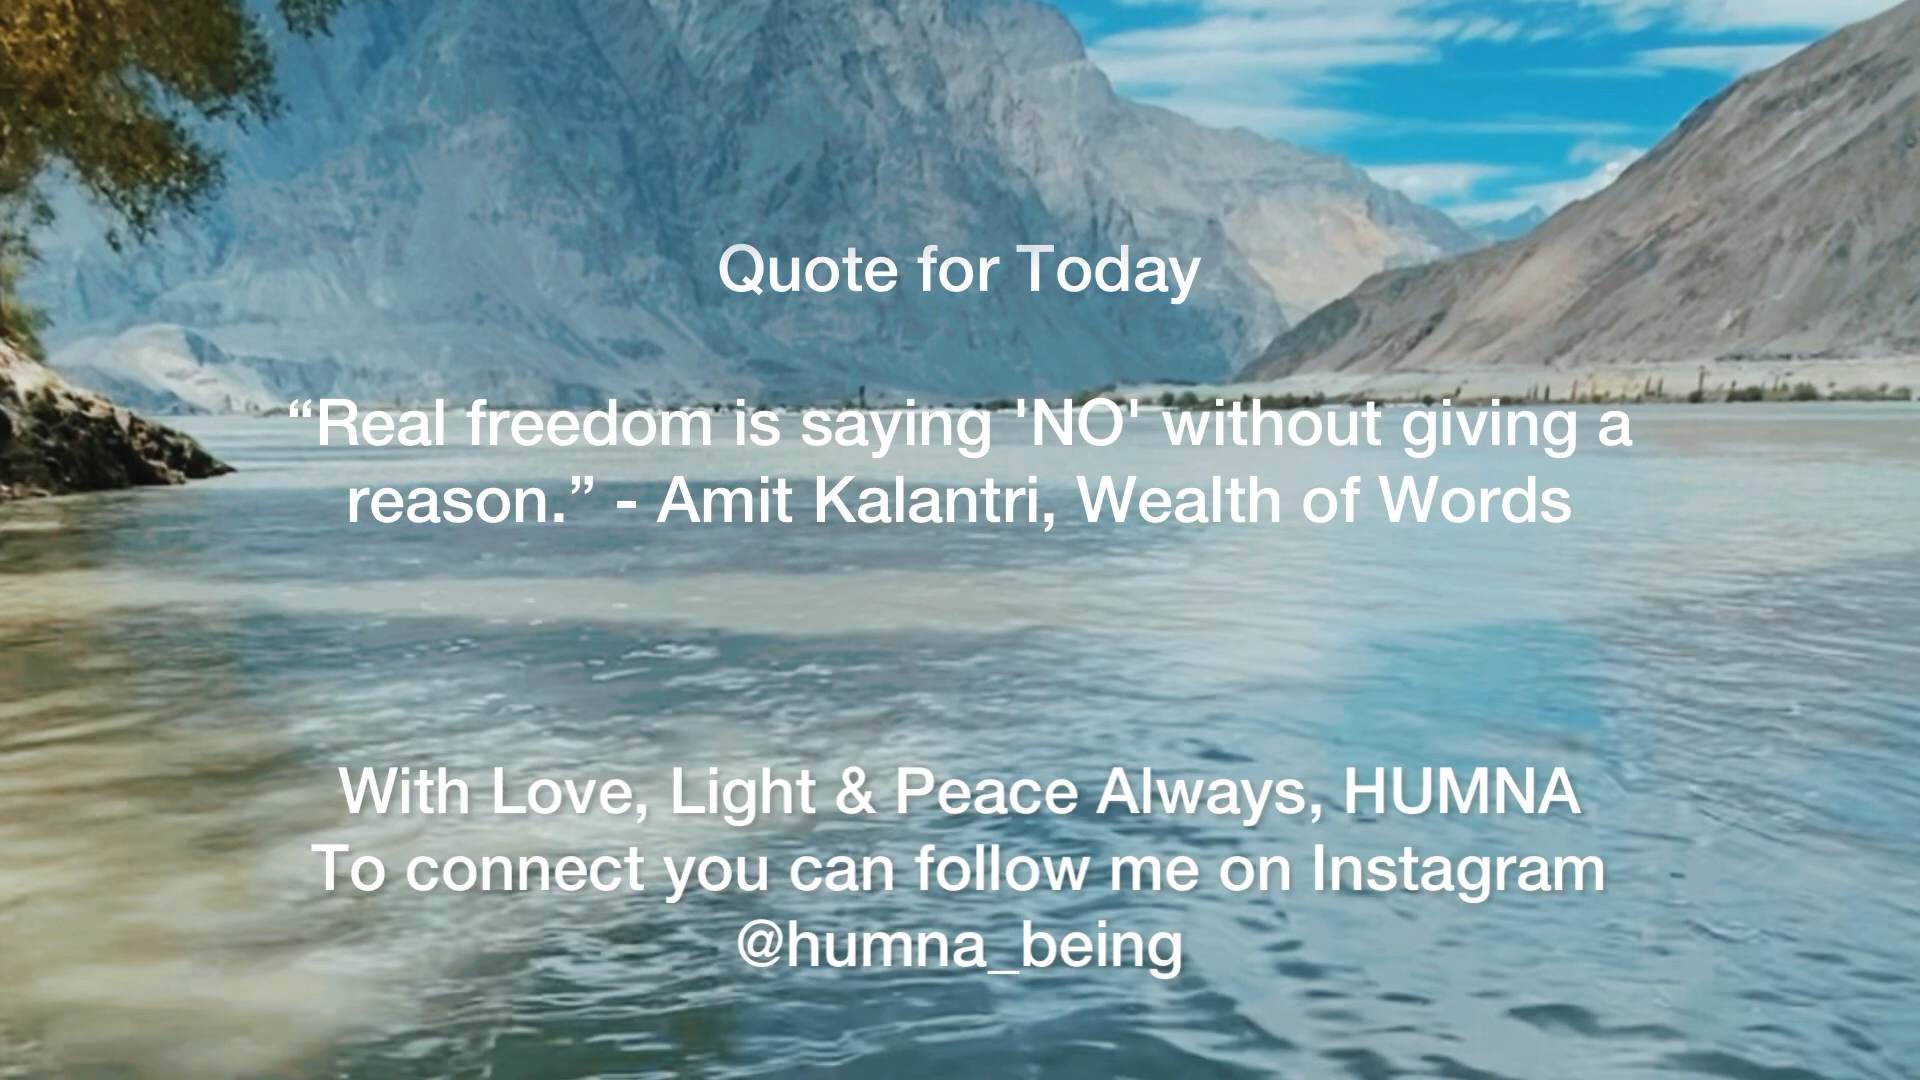 Quote for Today
“Real freedom is saying 'NO' without giving a
reason.” - Amit Kalantri, Wealth of Words
With Love, Light & Peace Always, HUMNA
To connect you can follow me on Instagram
@humna_being